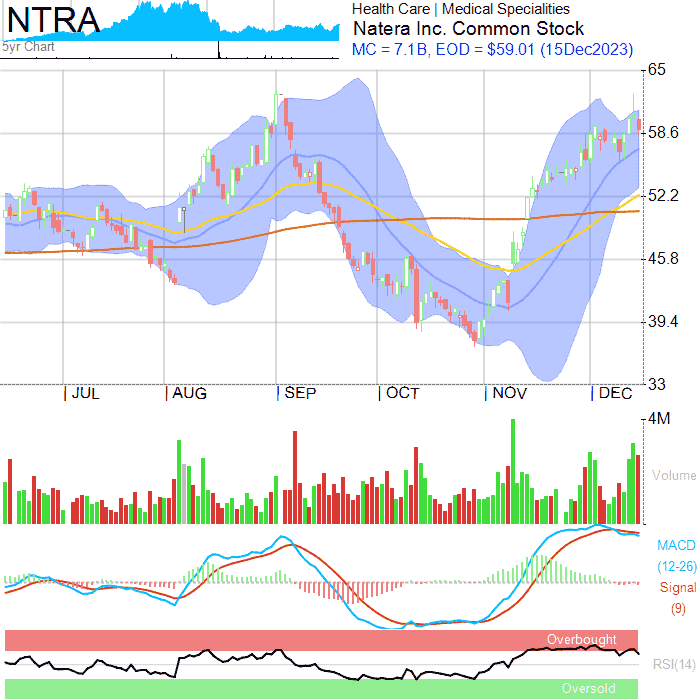 NTRA
5yr Chart
Health Care | Medical Specialities
Natera Inc. Common Stock
MC = 7.1B, EOD = $59.01 (15Dec2023)
65
58.6
52.2
45.8
39.4
33
JUL AUG SEP OCT NOV DEC
4M
Volume
MACD
(12-26)
Signal
(9)
Overbought
RSI(14)
Oversold